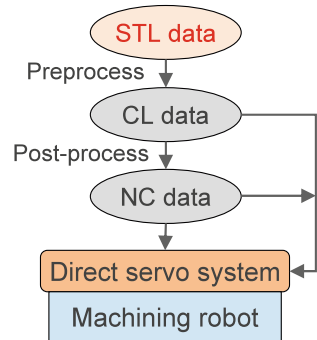 STL data
Preprocess
CL data
Post-process
NC data
Direct servo system
Machining robot